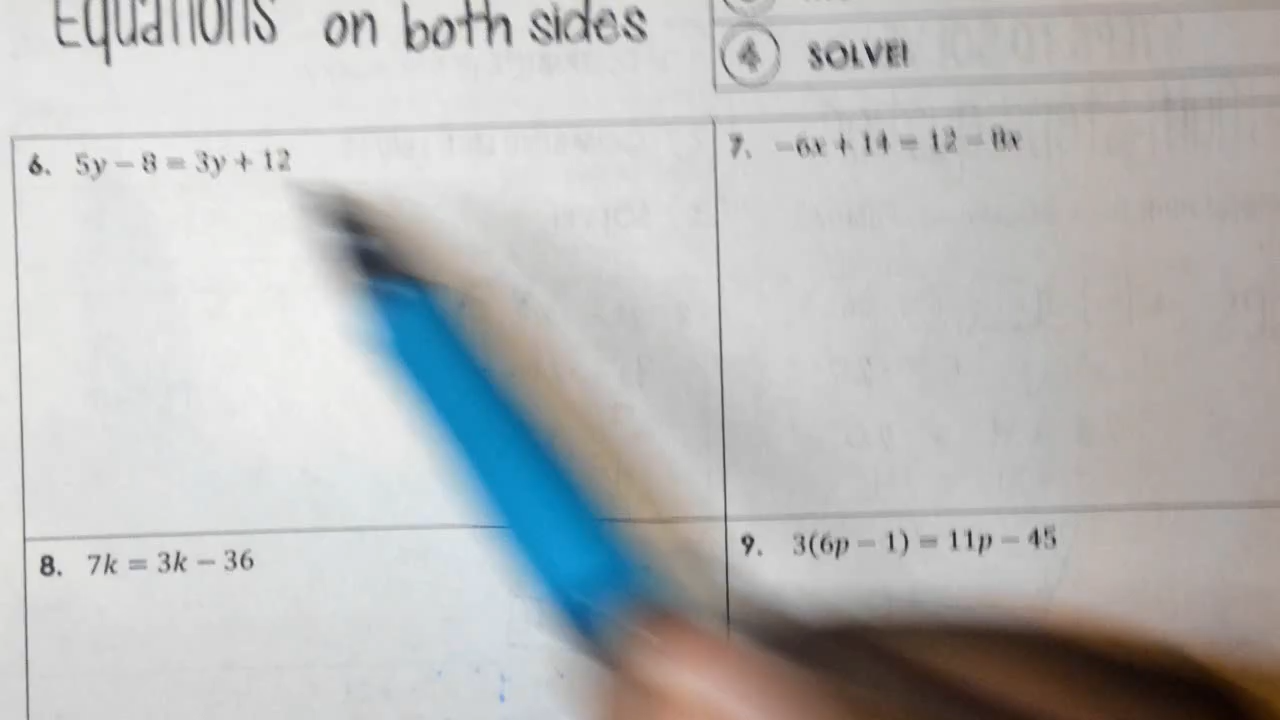 Equations on both sides
4 SOLVE!
6. 5y − 8 = 3y + 12
7. −6x + 14 = 12 − 8x
8. 7k = 3k − 36
9. 3(6p − 1) = 11p − 45